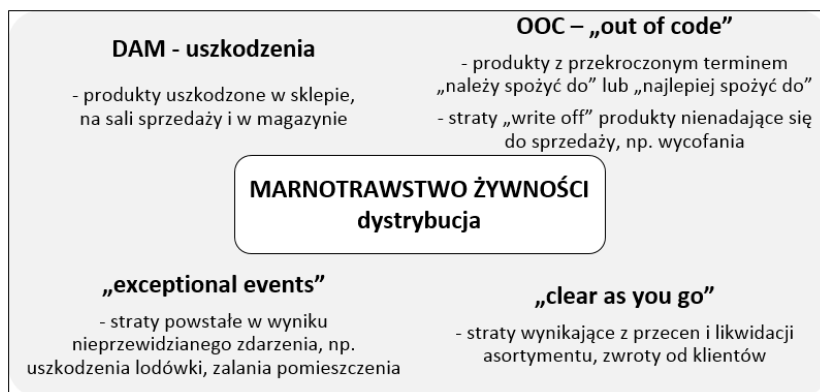 DAM - uszkodzenia
- produkty uszkodzone w sklepie,
na sali sprzedaży i w magazynie
OOC – „out of code”
- produkty z przekroczonym terminem
„należy spożyć do” lub „najlepiej spożyć do”
- straty „write off” produkty nienadające się
do sprzedaży, np. wycofania
MARNOTRAWSTWO ŻYWNOŚCI
dystrybucja
„exceptional events”
- straty powstałe w wyniku
nieprzewidzianego zdarzenia, np.
uszkodzenia lodówki, zalania pomieszczenia
„clear as you go”
- straty wynikające z przecen i likwidacji
asortymentu, zwroty od klientów